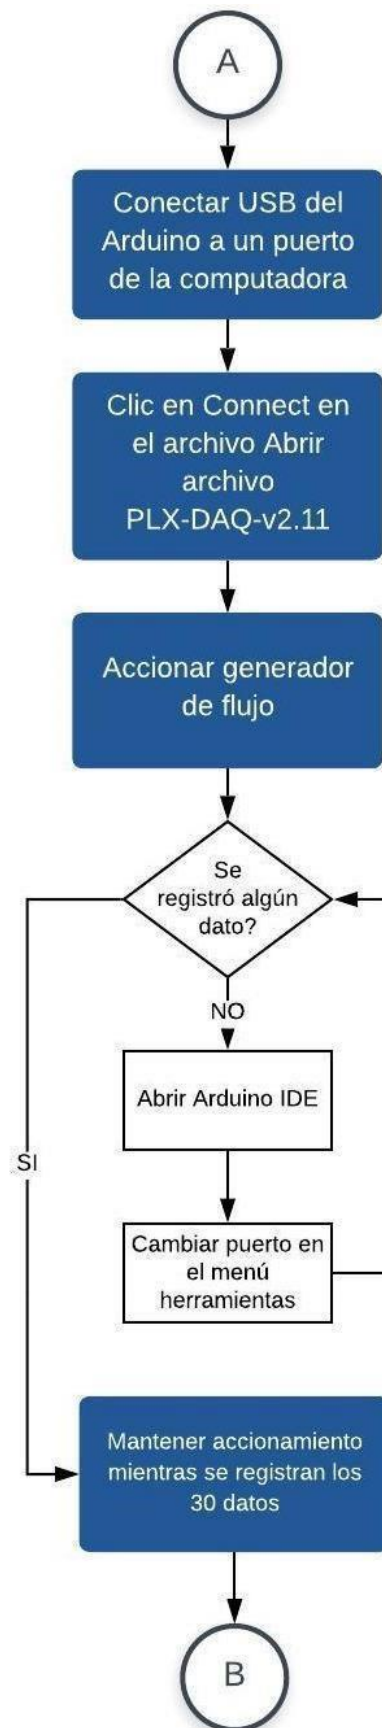 A
Conectar USB del
Arduino a un puerto
de la computadora
Clic en Connect en
el archivo Abrir
archivo
PLX-DAQ-v2.11
Accionar generador
de flujo
Se
registró algún
dato?
NO
Abrir Arduino IDE
SI
Cambiar puerto en
el menú
herramientas
Mantener accionamiento
mientras se registran los
30 datos
B